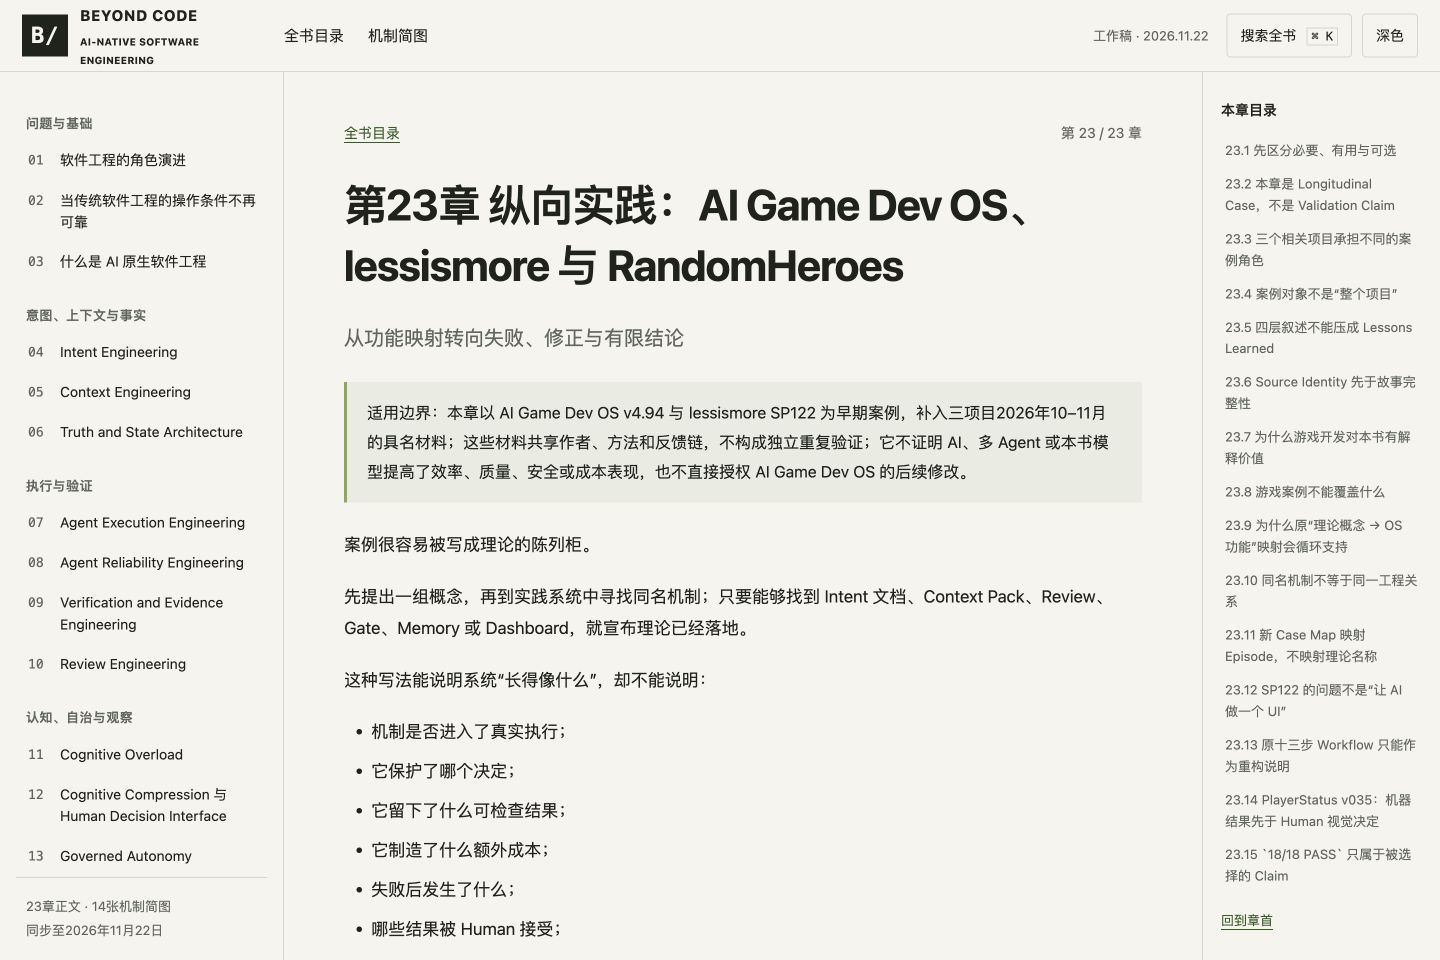 B/
BEYOND CODE
AI-NATIVE SOFTWARE
ENGINEERING
全书目录
机制简图
工作稿 · 2026.11.22
搜索全书 ⌘ K
深色
问题与基础
01 软件工程的角色演进
02 当传统软件工程的操作条件不再
可靠
03 什么是 AI 原生软件工程
意图、上下文与事实
04 Intent Engineering
05 Context Engineering
06 Truth and State Architecture
执行与验证
07 Agent Execution Engineering
08 Agent Reliability Engineering
09 Verification and Evidence
Engineering
10 Review Engineering
认知、自治与观察
11 Cognitive Overload
12 Cognitive Compression 与
Human Decision Interface
13 Governed Autonomy
23章正文 · 14张机制简图
同步至2026年11月22日
全书目录
第 23 / 23 章
第23章 纵向实践：AI Game Dev OS、
lessismore 与 RandomHeroes
从功能映射转向失败、修正与有限结论
适用边界：本章以 AI Game Dev OS v4.94 与 lessismore SP122 为早期案例，补入三项目2026年10–11月
的具名材料；这些材料共享作者、方法和反馈链，不构成独立重复验证；它不证明 AI、多 Agent 或本书模
型提高了效率、质量、安全或成本表现，也不直接授权 AI Game Dev OS 的后续修改。
案例很容易被写成理论的陈列柜。
先提出一组概念，再到实践系统中寻找同名机制；只要能够找到 Intent 文档、Context Pack、Review、
Gate、Memory 或 Dashboard，就宣布理论已经落地。
这种写法能说明系统“长得像什么”，却不能说明：
• 机制是否进入了真实执行；
• 它保护了哪个决定；
• 它留下了什么可检查结果；
• 它制造了什么额外成本；
• 失败后发生了什么；
• 哪些结果被 Human 接受；
本章目录
23.1 先区分必要、有用与可选
23.2 本章是 Longitudinal
Case，不是 Validation Claim
23.3 三个相关项目承担不同的案
例角色
23.4 案例对象不是“整个项目”
23.5 四层叙述不能压成 Lessons
Learned
23.6 Source Identity 先于故事完
整性
23.7 为什么游戏开发对本书有解
释价值
23.8 游戏案例不能覆盖什么
23.9 为什么原“理论概念 → OS
功能”映射会循环支持
23.10 同名机制不等于同一工程关
系
23.11 新 Case Map 映射
Episode，不映射理论名称
23.12 SP122 的问题不是“让 AI
做一个 UI”
23.13 原十三步 Workflow 只能作
为重构说明
23.14 PlayerStatus v035：机器
结果先于 Human 视觉决定
23.15 `18/18 PASS` 只属于被选
择的 Claim
回到章首